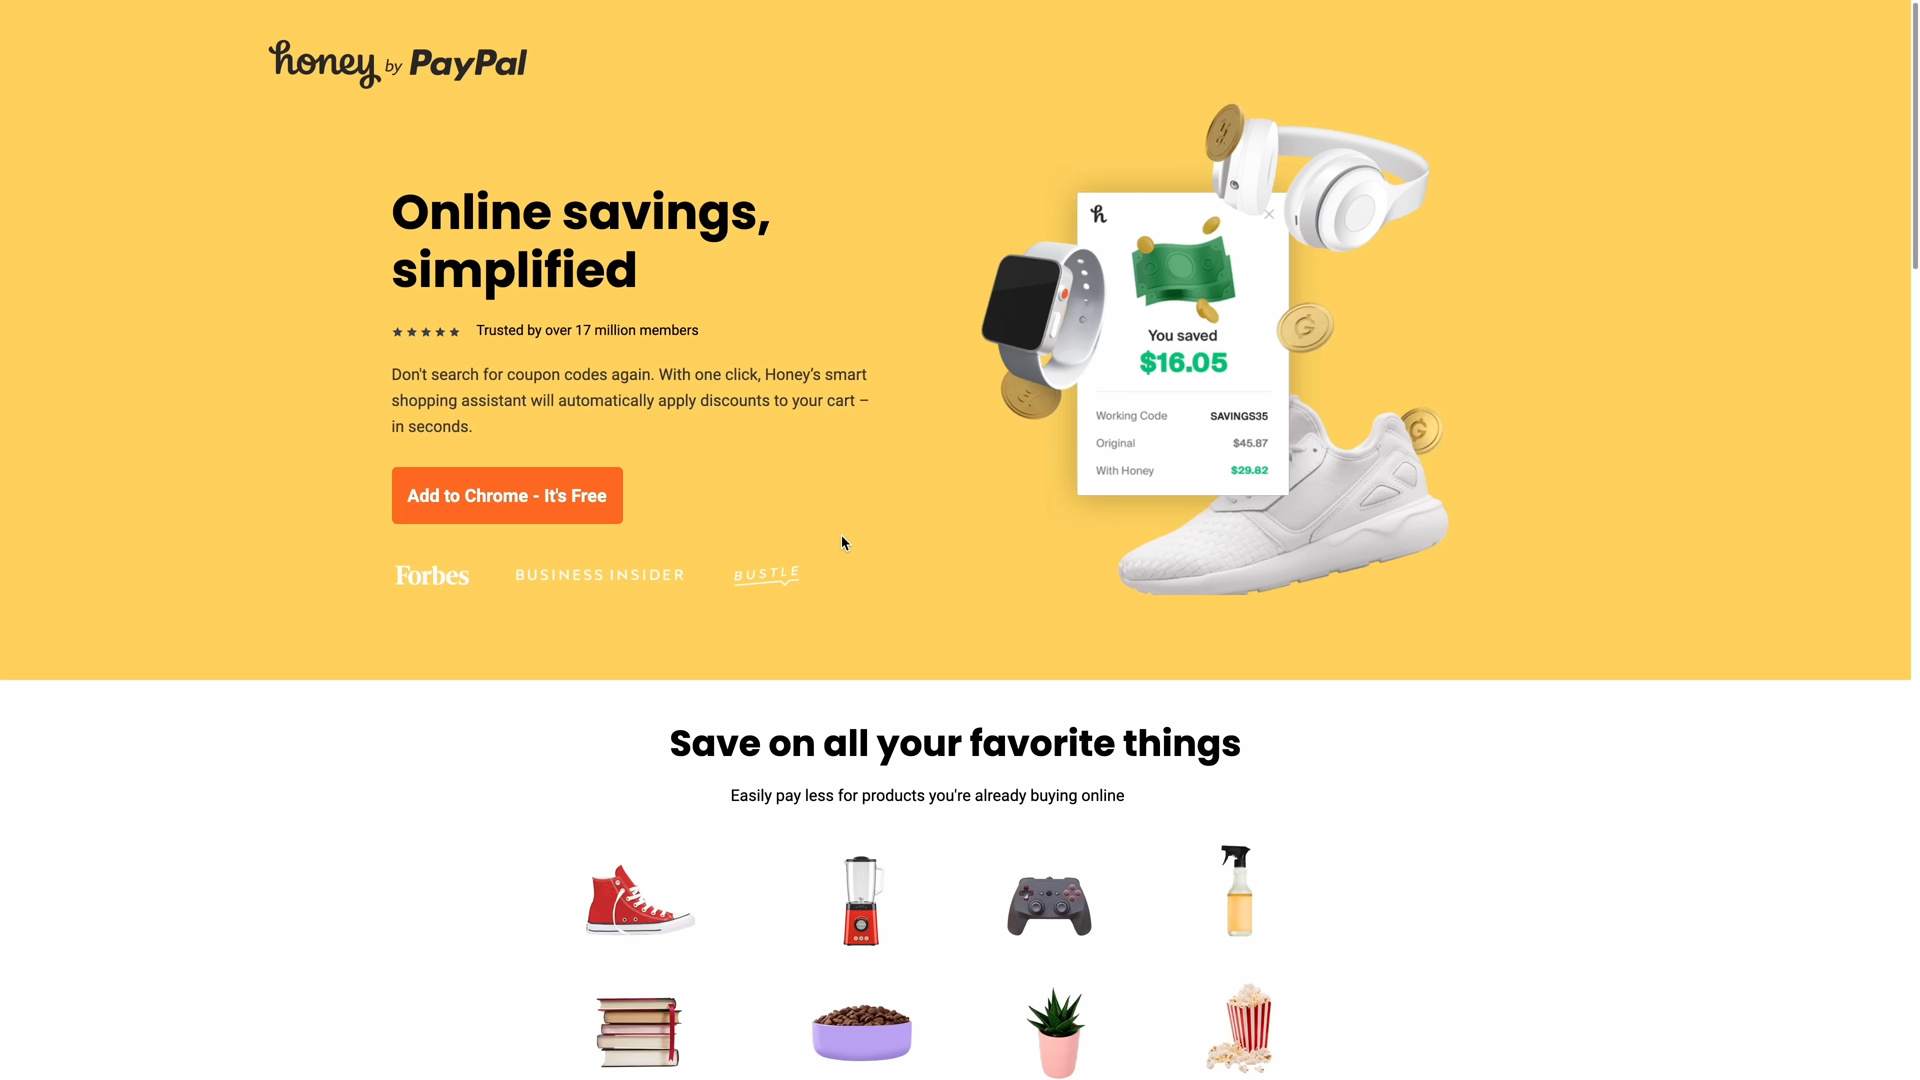 honey by PayPal
Online savings,
simplified
Trusted by over 17 million members
Don't search for coupon codes again. With one click, Honey’s smart
shopping assistant will automatically apply discounts to your cart –
in seconds.
Add to Chrome - It's Free
Forbes
BUSINESS INSIDER
BUSTLE
h
You saved
$16.05
Working Code SAVINGS35
Original $45.87
With Honey $29.82
G
G
Save on all your favorite things
Easily pay less for products you're already buying online